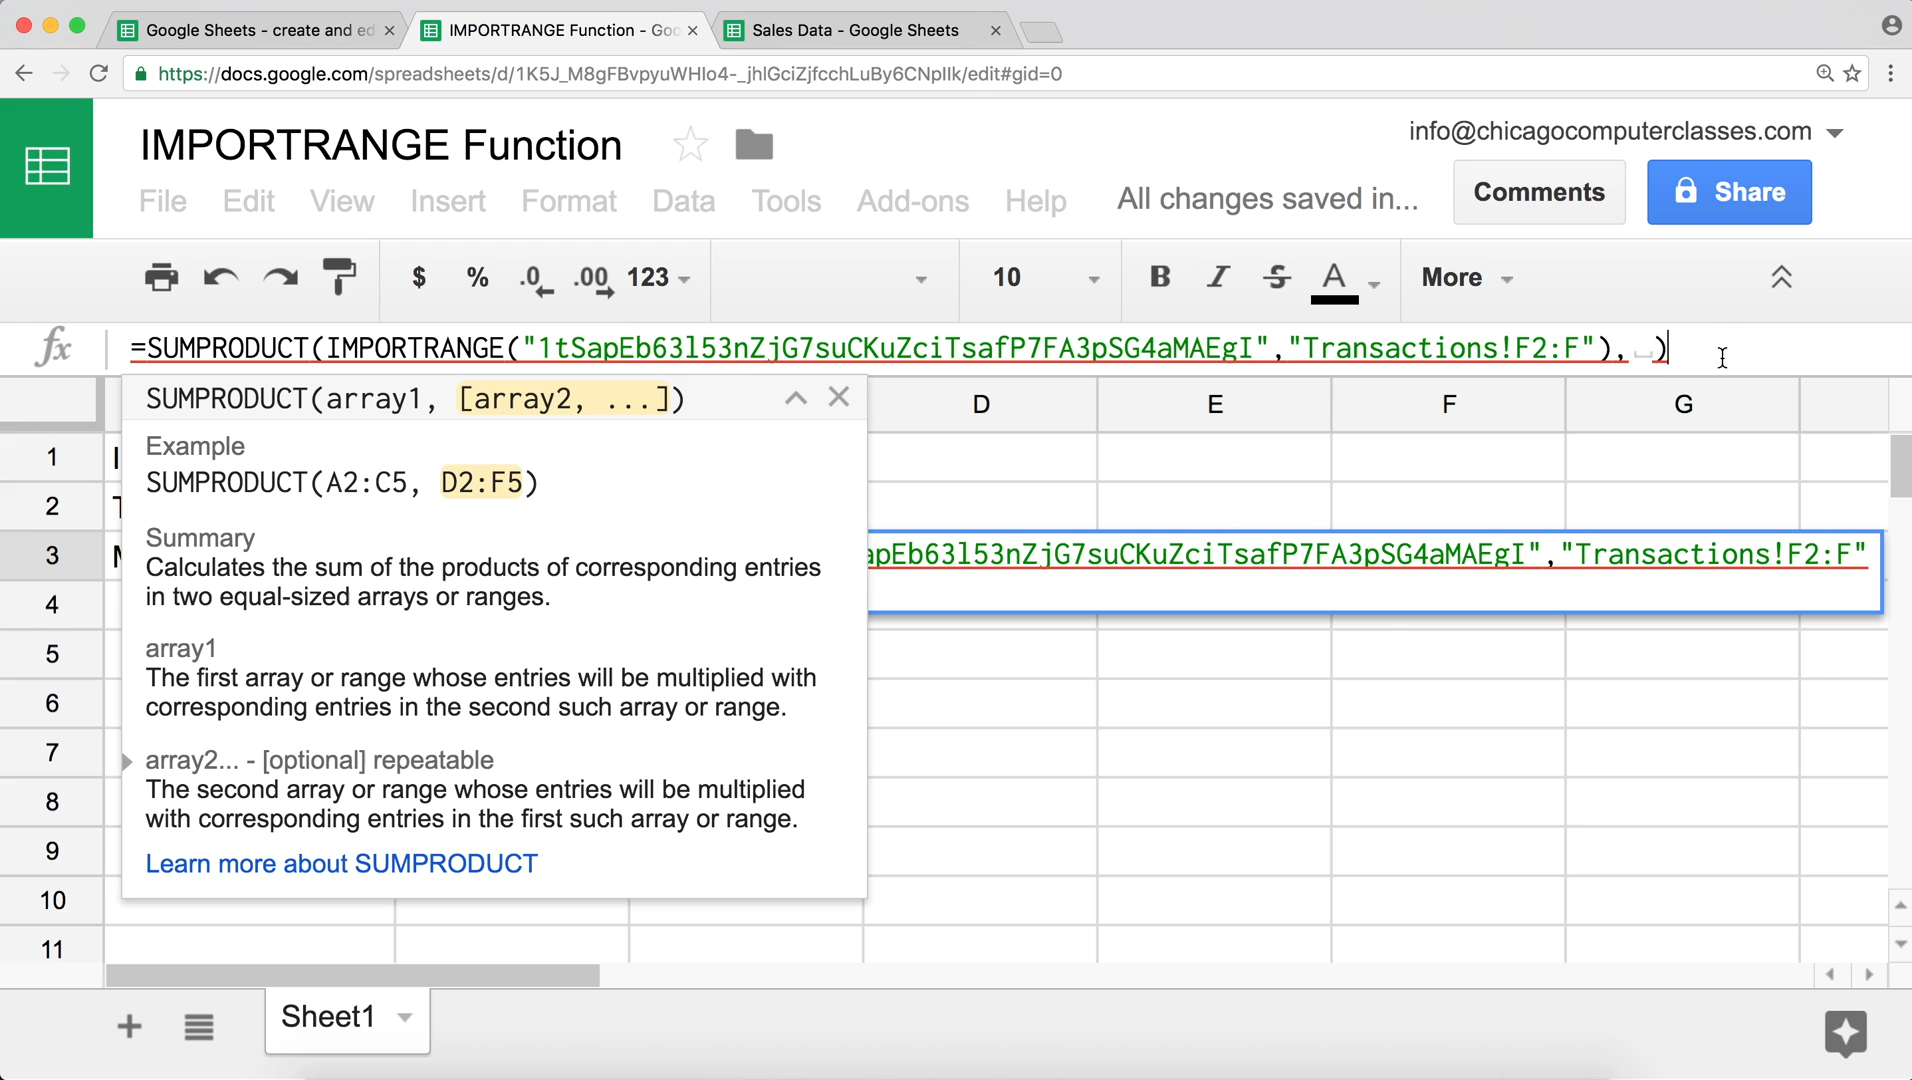 Google Sheets - create and ed
IMPORTRANGE Function - Goo
Sales Data - Google Sheets
https://docs.google.com/spreadsheets/d/1K5J_M8gFBvpyuWHIo4-_jhlGciZjfcchLuBy6CNpIlk/edit#gid=0
IMPORTRANGE Function
info@chicagocomputerclasses.com
File Edit View Insert Format Data Tools Add-ons Help All changes saved in...
Comments
Share
$ % .0 .00 123 10 B I S A More
fx =SUMPRODUCT(IMPORTRANGE("1tSapEb63l53nZjG7suCKuZciTsafP7FA3pSG4aMAEgI","Transactions!F2:F"), )
SUMPRODUCT(array1, [array2, ...])
D E F G
Example
SUMPRODUCT(A2:C5, D2:F5)
Summary
Calculates the sum of the products of corresponding entries
in two equal-sized arrays or ranges.
array1
The first array or range whose entries will be multiplied with
corresponding entries in the second such array or range.
array2... - [optional] repeatable
The second array or range whose entries will be multiplied
with corresponding entries in the first such array or range.
Learn more about SUMPRODUCT
1
2
3 apEb63l53nZjG7suCKuZciTsafP7FA3pSG4aMAEgI","Transactions!F2:F"
4
5
6
7
8
9
10
11
Sheet1